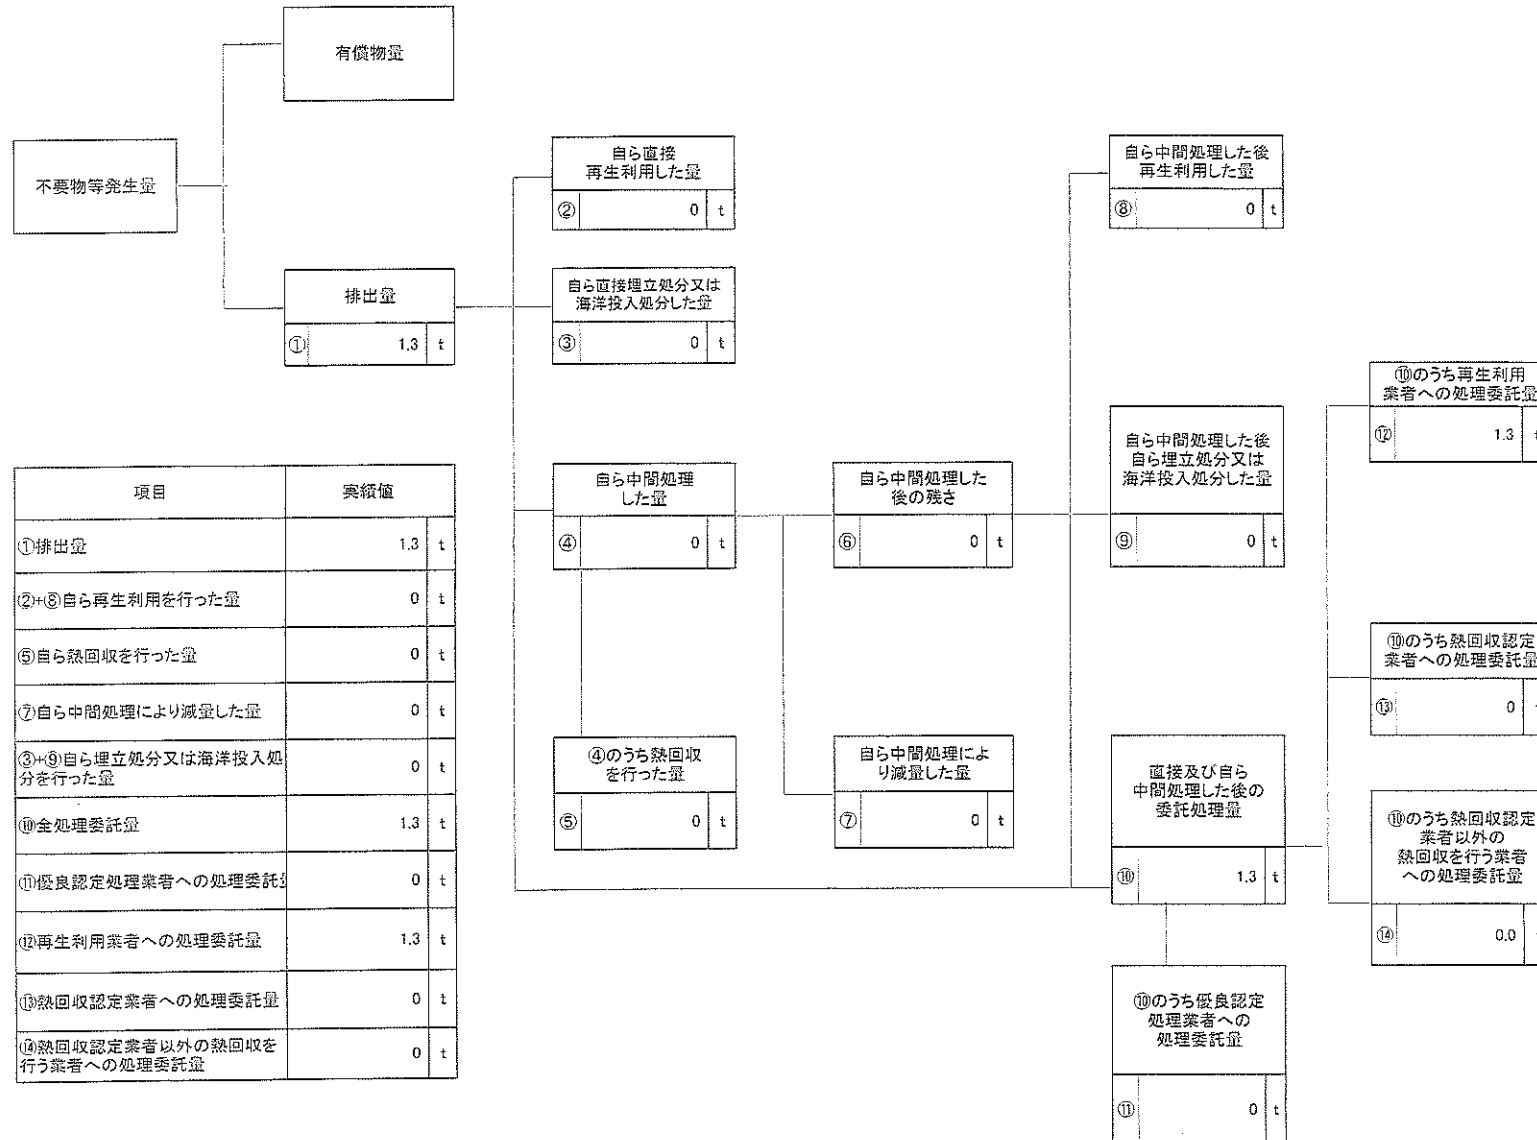 有償物量
不要物等発生量
排出量
① 1.3 t
自ら直接
再生利用した量
② 0 t
自ら直接埋立処分又は
海洋投入処分した量
③ 0 t
自ら中間処理
した量
④ 0 t
④のうち熱回収
を行った量
⑤ 0 t
自ら中間処理した
後の残さ
⑥ 0 t
自ら中間処理によ
り減量した量
⑦ 0 t
自ら中間処理した後
再生利用した量
⑧ 0 t
自ら中間処理した後
自ら埋立処分又は
海洋投入処分した量
⑨ 0 t
直接及び自ら
中間処理した後の
委託処理量
⑩ 1.3 t
⑩のうち優良認定
処理業者への
処理委託量
⑪ 0 t
⑩のうち再生利用
業者への処理委託量
⑫ 1.3
⑩のうち熱回収認定
業者への処理委託量
⑬ 0
⑩のうち熱回収認定
業者以外の
熱回収を行う業者
への処理委託量
⑭ 0.0
項目 実績値
①排出量 1.3 t
②+⑧自ら再生利用を行った量 0 t
⑤自ら熱回収を行った量 0 t
⑦自ら中間処理により減量した量 0 t
③+⑨自ら埋立処分又は海洋投入処
分を行った量 0 t
⑩全処理委託量 1.3 t
⑪優良認定処理業者への処理委託 0 t
⑫再生利用業者への処理委託量 1.3 t
⑬熱回収認定業者への処理委託量 0 t
⑭熱回収認定業者以外の熱回収を
行う業者への処理委託量 0 t